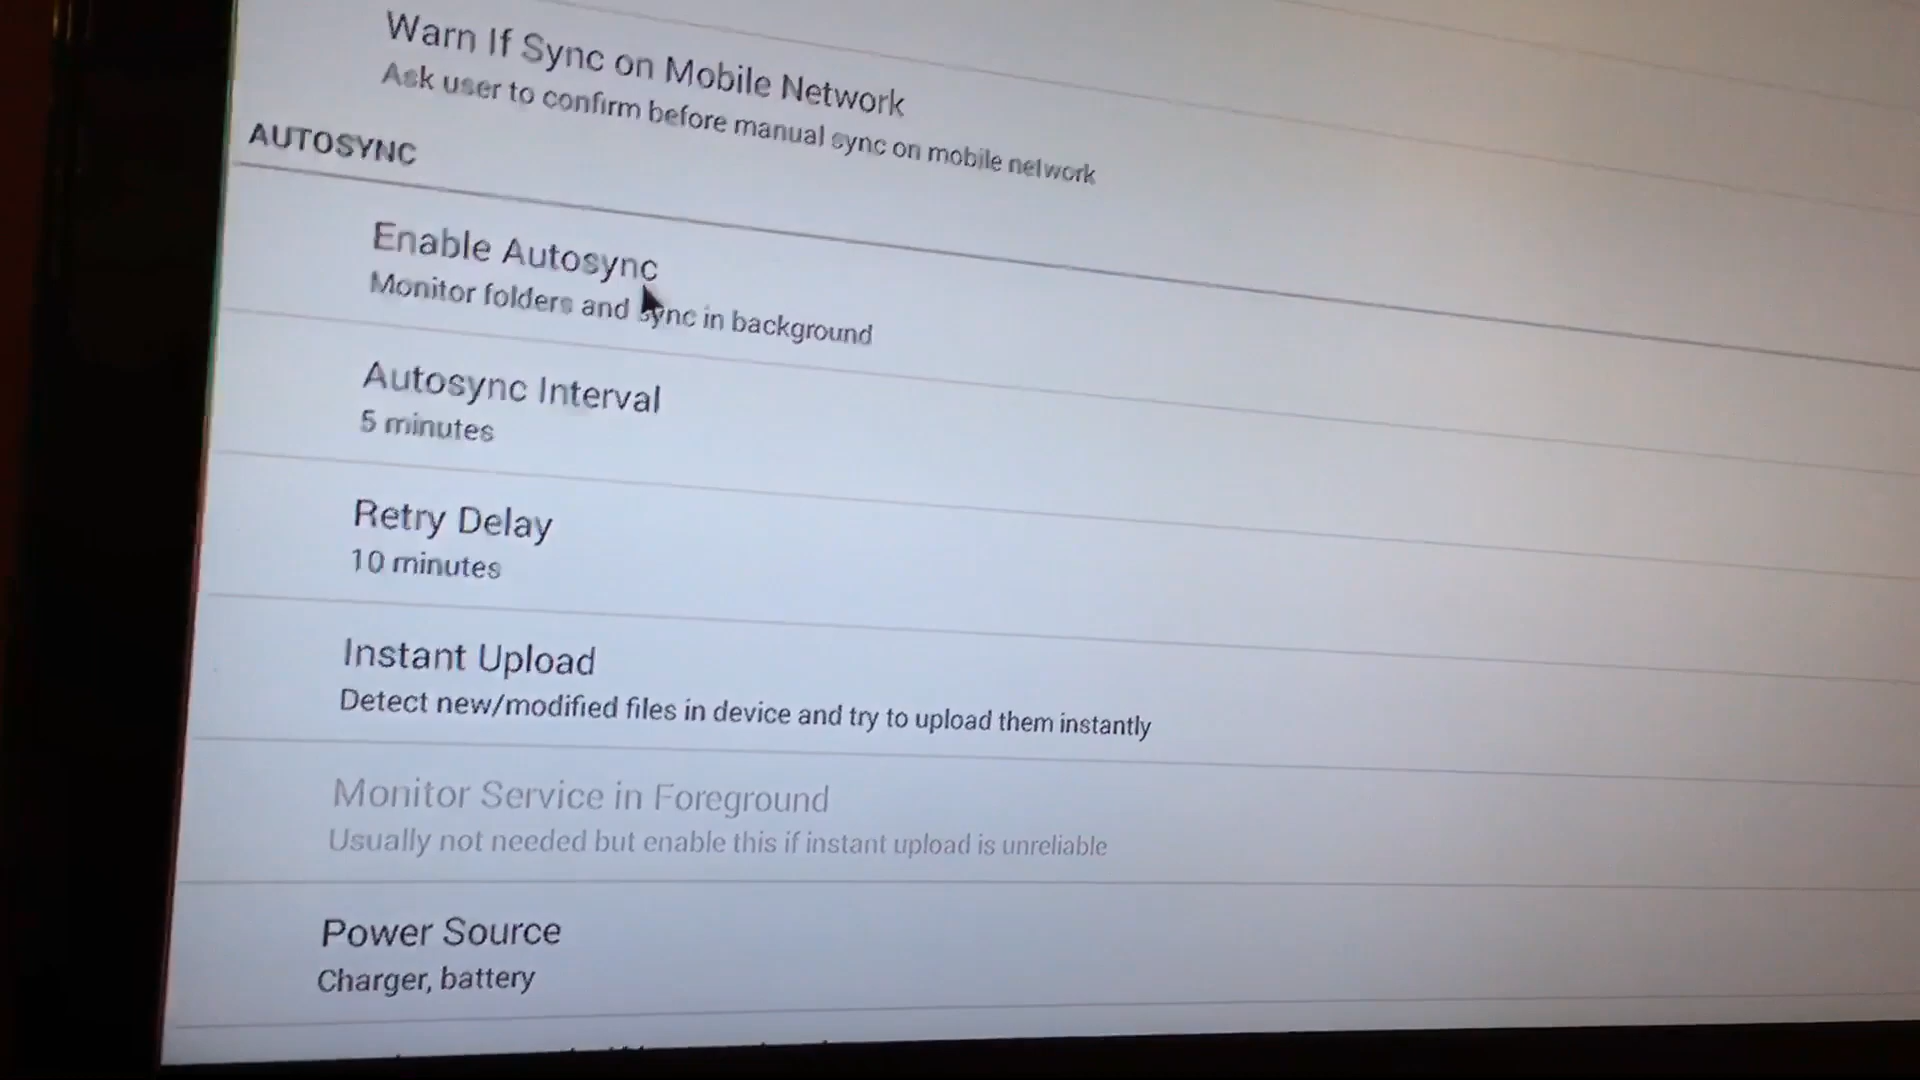 Warn If Sync on Mobile Network
Ask user to confirm before manual sync on mobile network
AUTOSYNC
Enable Autosync
Monitor folders and sync in background
Autosync Interval
5 minutes
Retry Delay
10 minutes
Instant Upload
Detect new/modified files in device and try to upload them instantly
Monitor Service in Foreground
Usually not needed but enable this if instant upload is unreliable
Power Source
Charger, battery